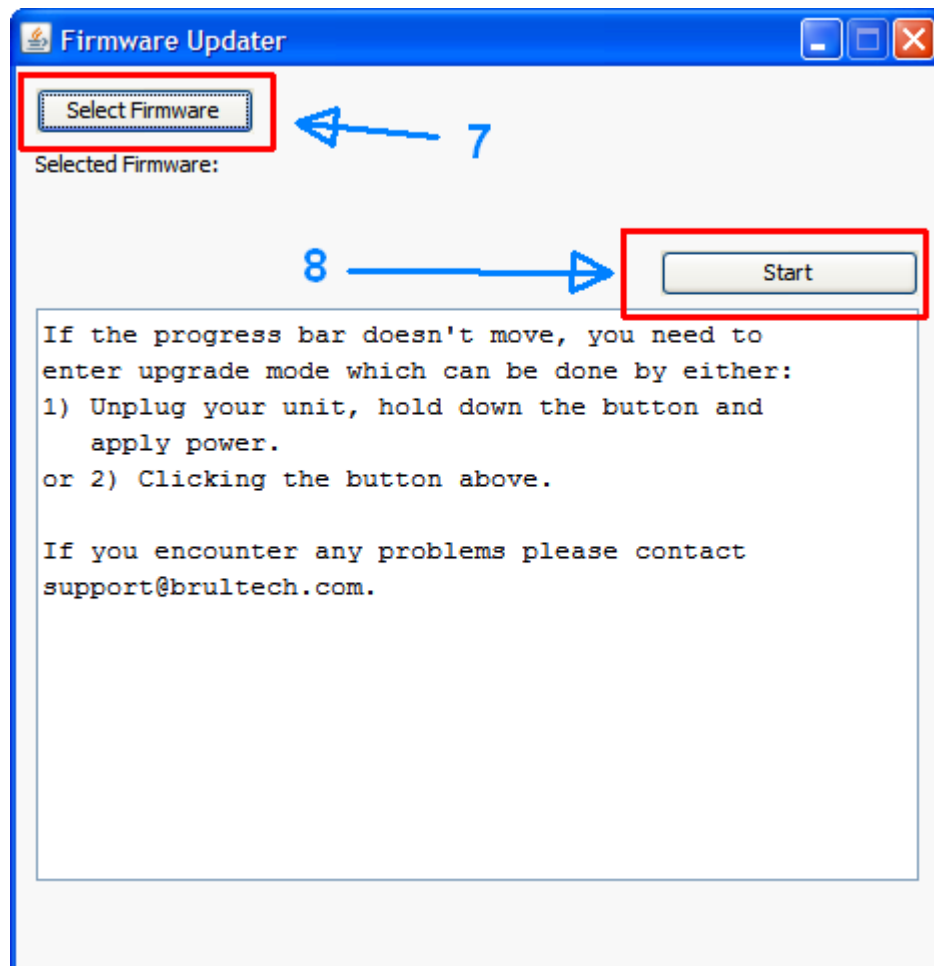 Firmware Updater
Select Firmware
7
Selected Firmware:
8
Start
If the progress bar doesn't move, you need to
enter upgrade mode which can be done by either:
1) Unplug your unit, hold down the button and
apply power.
or 2) Clicking the button above.
If you encounter any problems please contact
support@brultech.com.